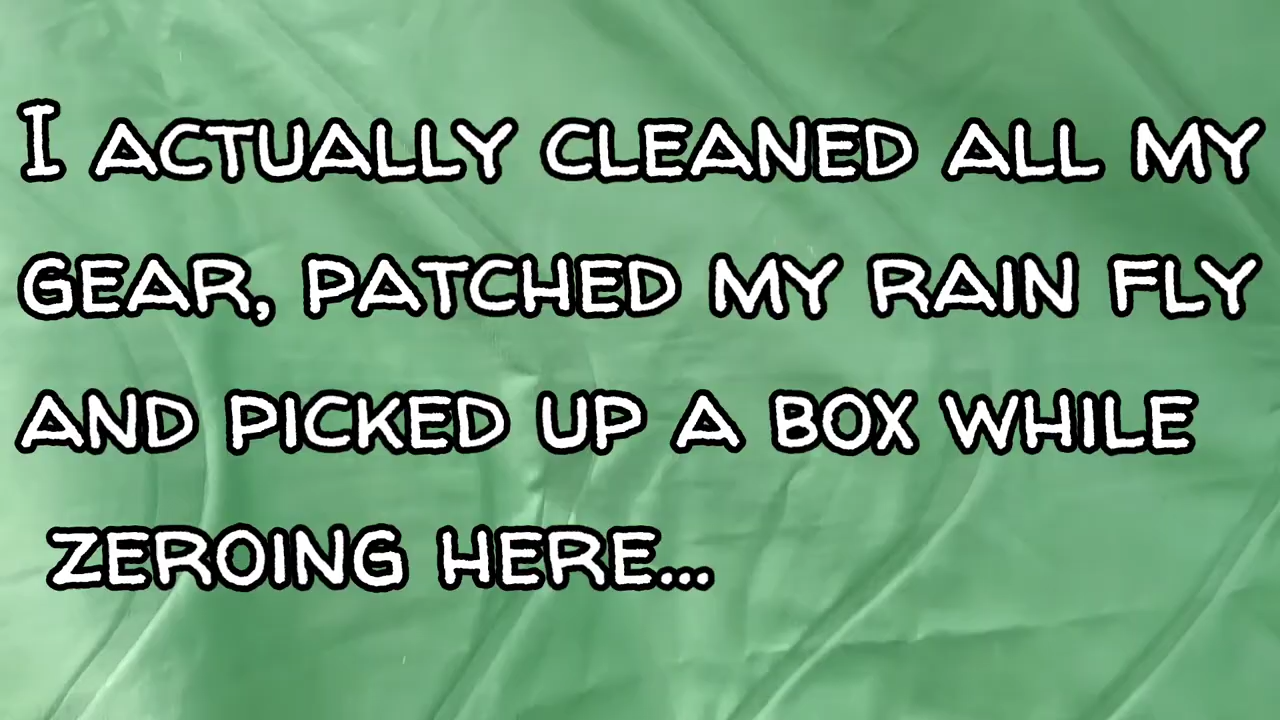 I ACTUALLY CLEANED ALL MY
GEAR, PATCHED MY RAIN FLY
AND PICKED UP A BOX WHILE
ZEROING HERE...